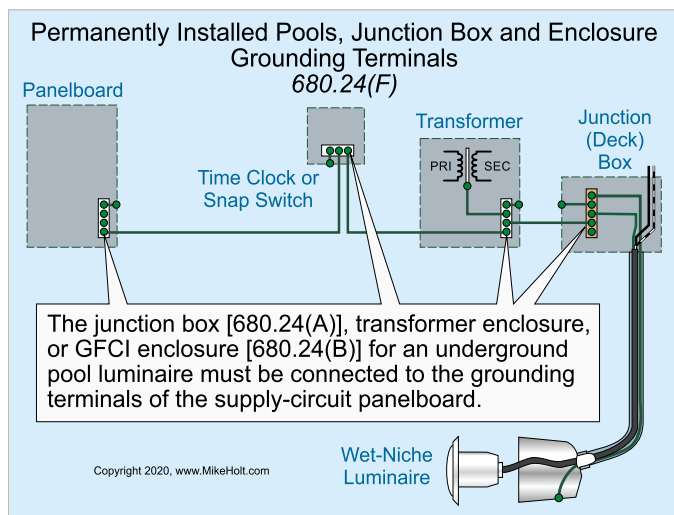 Permanently Installed Pools, Junction Box and Enclosure
Grounding Terminals
680.24(F)
Panelboard
Time Clock or
Snap Switch
Transformer
PRI
SEC
Junction
(Deck)
Box
The junction box [680.24(A)], transformer enclosure,
or GFCI enclosure [680.24(B)] for an underground
pool luminaire must be connected to the grounding
terminals of the supply-circuit panelboard.
Wet-Niche
Luminaire
Copyright 2020, www.MikeHolt.com